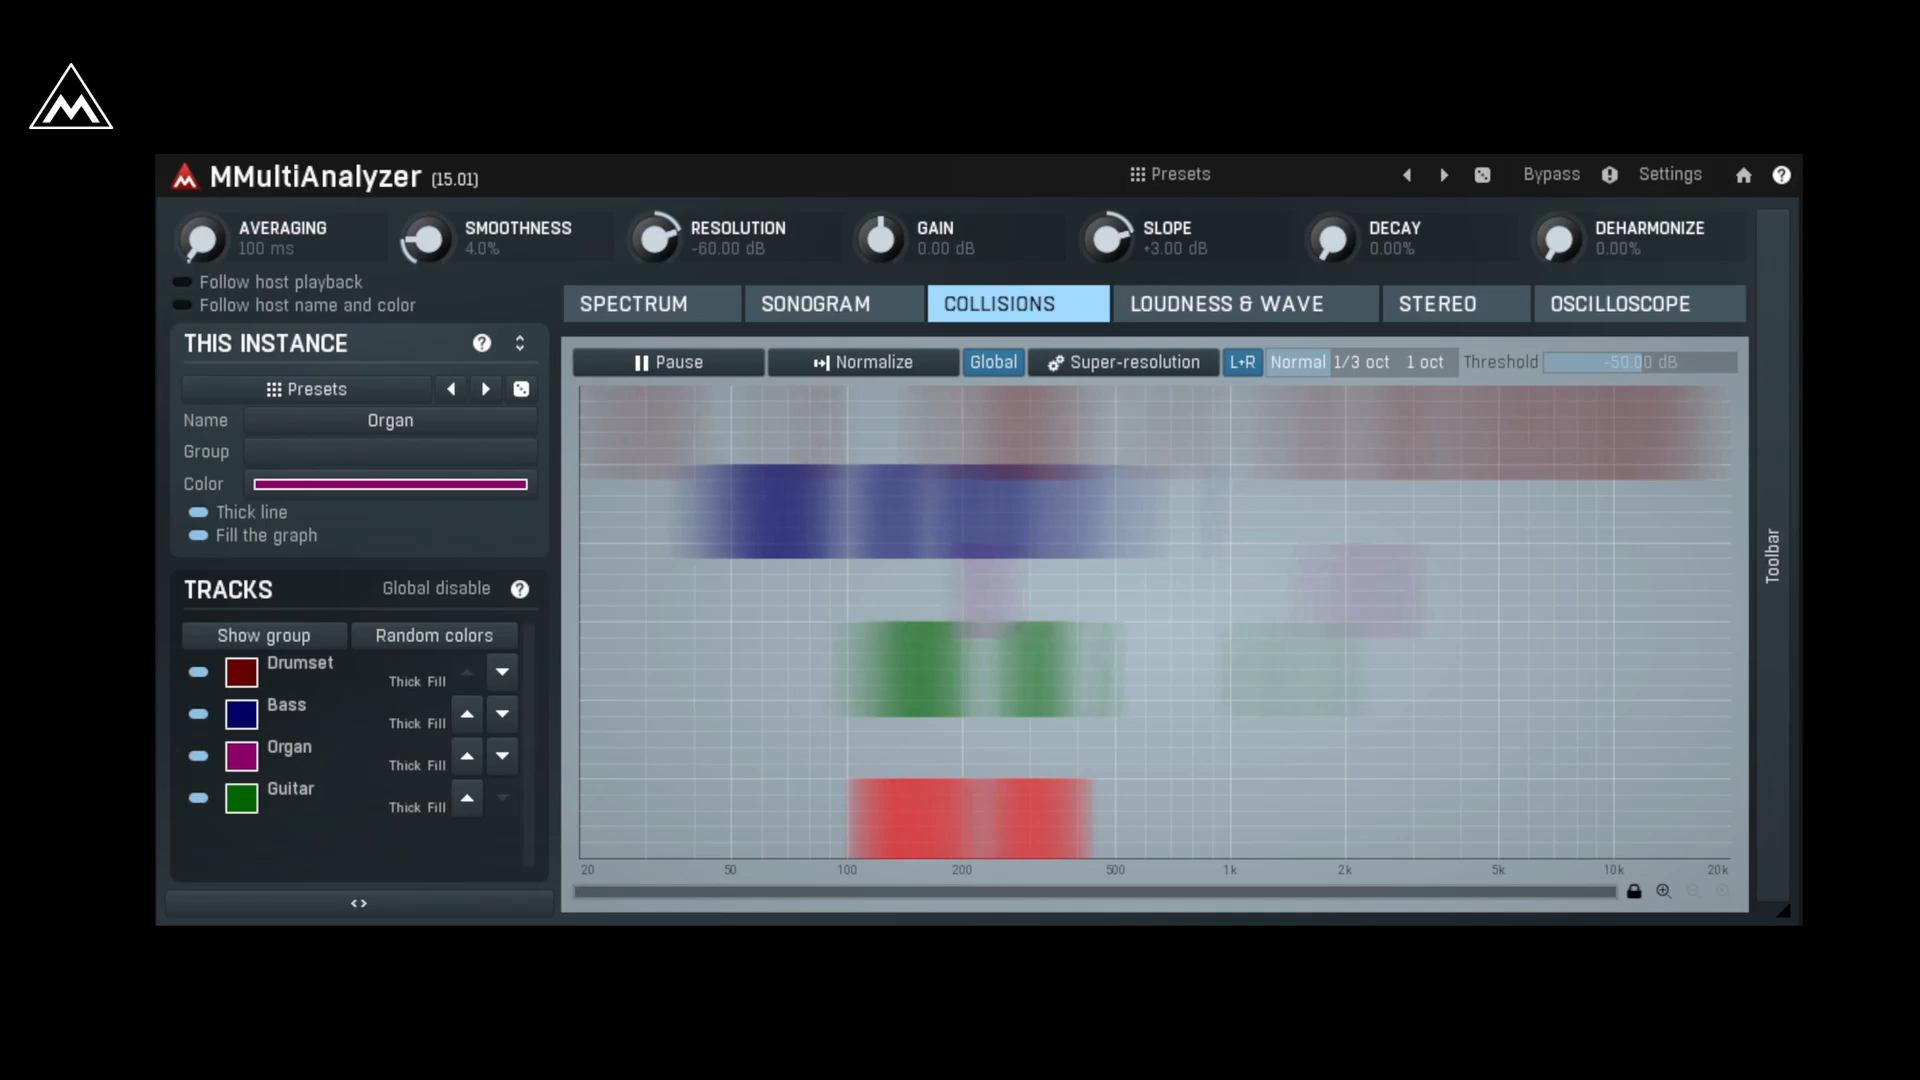 MMultiAnalyzer (15.01)
Presets
Bypass
Settings
AVERAGING
100 ms
SMOOTHNESS
4.0%
RESOLUTION
-60.00 dB
GAIN
0.00 dB
SLOPE
+3.00 dB
DECAY
0.00%
DEHARMONIZE
0.00%
Follow host playback
Follow host name and color
SPECTRUM
SONOGRAM
COLLISIONS
LOUDNESS & WAVE
STEREO
OSCILLOSCOPE
THIS INSTANCE
Presets
Name Organ
Group
Color
Thick line
Fill the graph
Pause
Normalize
Global
Super-resolution
L+R
Normal 1/3 oct 1 oct
Threshold -50.00 dB
TRACKS
Global disable
Show group
Random colors
Drumset
Thick Fill
Bass
Thick Fill
Organ
Thick Fill
Guitar
Thick Fill
20 50 100 200 500 1k 2k 5k 10k 20k
Toolbar